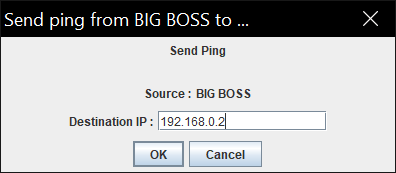 Send ping from BIG BOSS to ...
Send Ping
Source : BIG BOSS
Destination IP : 192.168.0.2
OK Cancel